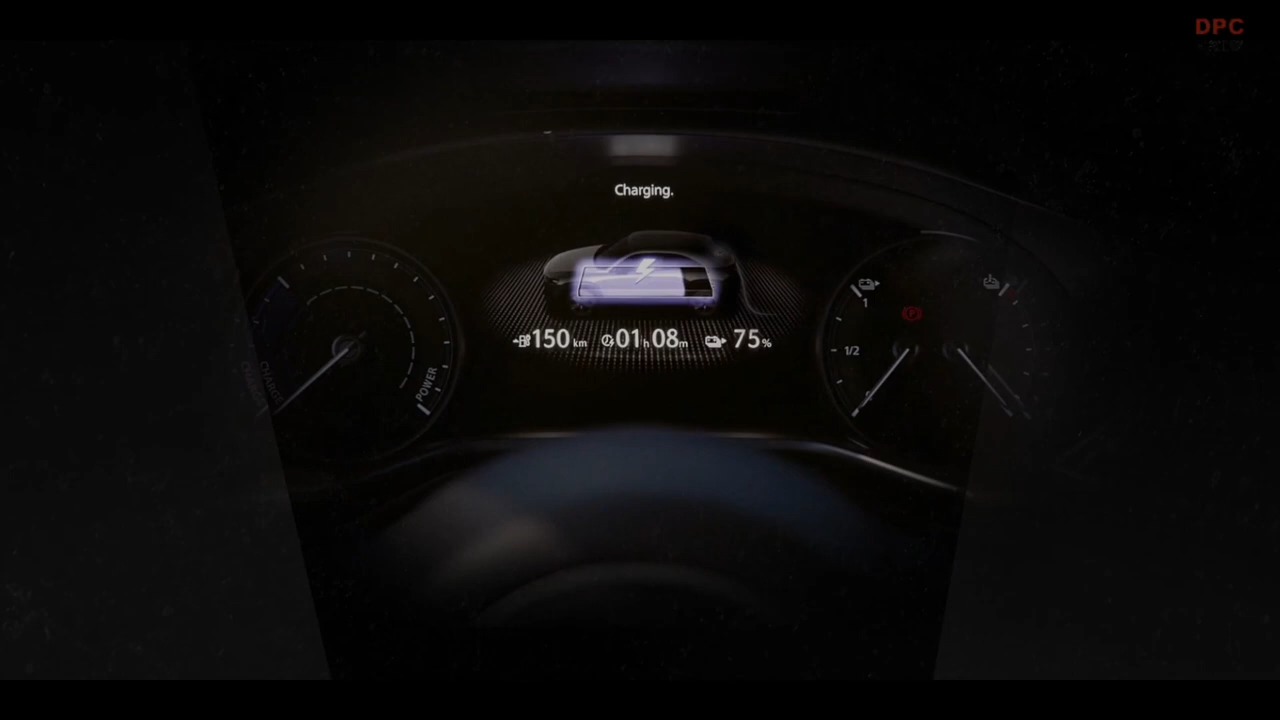 DPC
Charging.
150 km 01 h 08 m 75 %
1
1/2
CHARGE
POWER